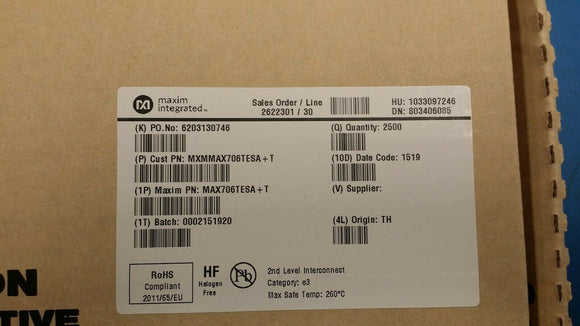 maxim
integrated™
Sales Order / Line
2622301 / 30
HU: 1033097246
DN: 803406085
(K) PO.No: 6203130746
(Q) Quantity: 2500
(P) Cust PN: MXMMAX706TESA+T
(10D) Date Code: 1519
(1P) Maxim PN: MAX706TESA+T
(V) Supplier:
(1T) Batch: 0002151920
(4L) Origin: TH
RoHS
Compliant
2011/65/EU
HF
Halogen
Free
Pb
2nd Level Interconnect
Category: e3
Max Safe Temp: 260°C
ON
TIVE